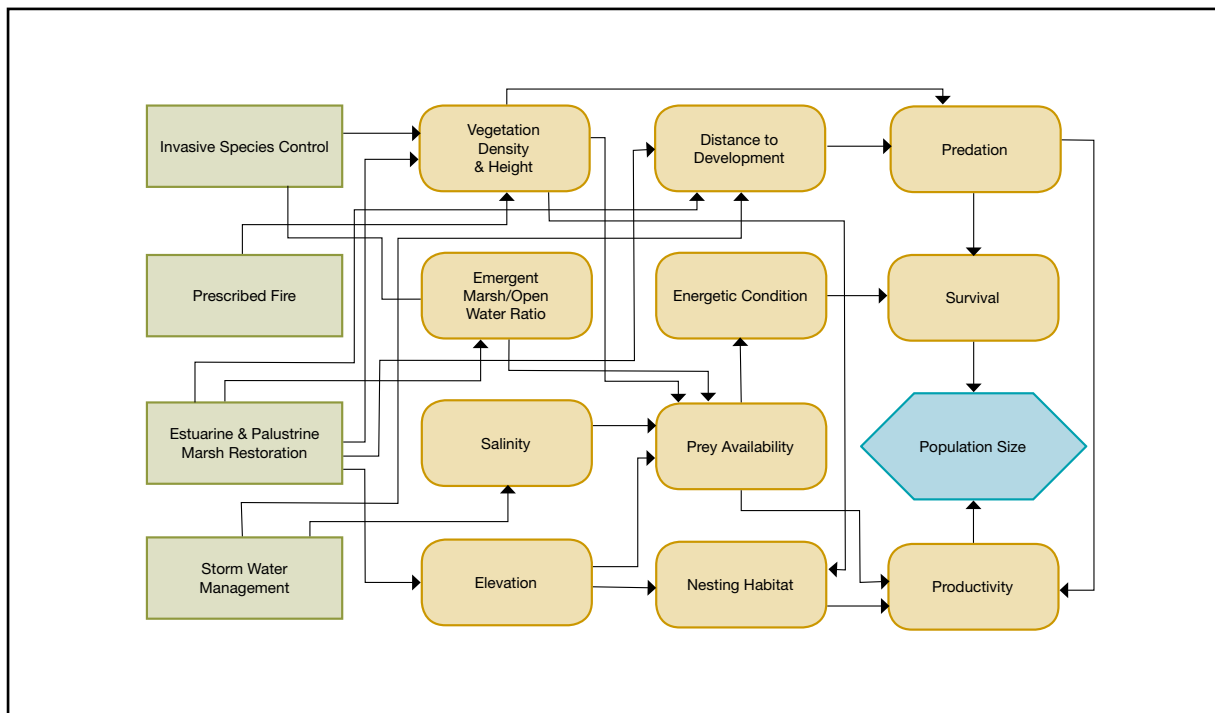 Invasive Species Control
Vegetation
Density
& Height
Distance to
Development
Predation
Prescribed Fire
Emergent
Marsh/Open
Water Ratio
Energetic Condition
Survival
Estuarine & Palustrine
Marsh Restoration
Salinity
Prey Availability
Population Size
Storm Water
Management
Elevation
Nesting Habitat
Productivity